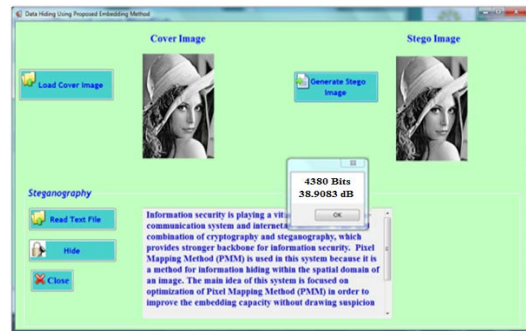 Data Hiding Using Proposed Embedding Method
Cover Image
Stego Image
Load Cover Image
Generate Stego
Image
4380 Bits
38.9083 dB
OK
Steganography
Read Text File
Hide
Close
Information security is playing a
communication system and
combination of cryptography and steganography, which
provides stronger backbone for information security. Pixel
Mapping Method (PMM) is used in this system because it is
a method for information hiding within the spatial domain of
an image. The main idea of this system is focused on
optimization of Pixel Mapping Method (PMM) in order to
improve the embedding capacity without drawing suspicion